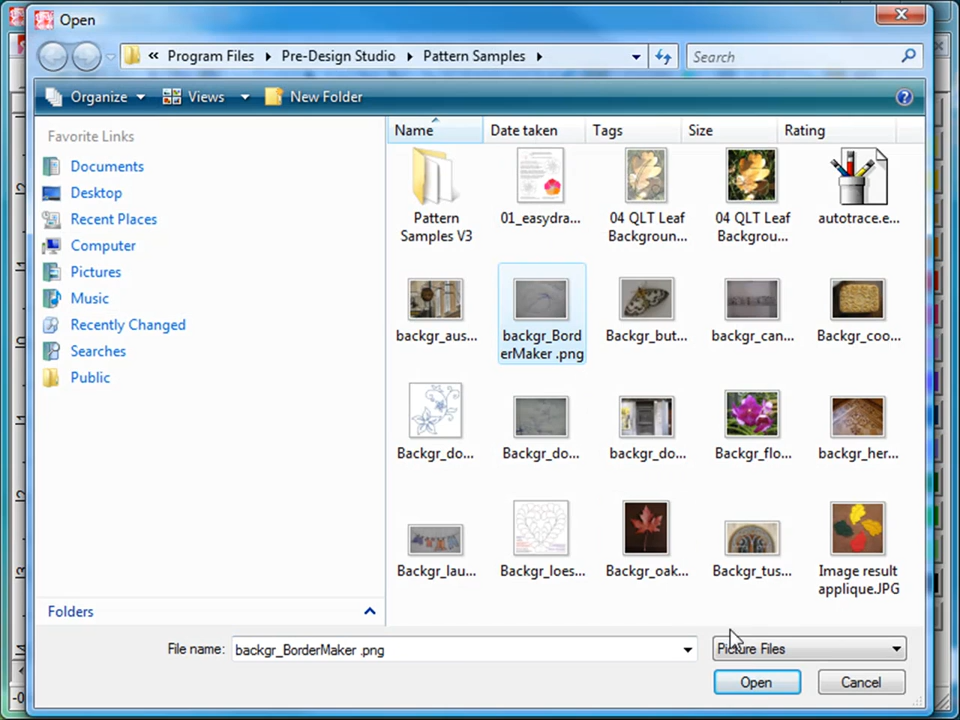 Open
« Program Files Pre-Design Studio Pattern Samples
Search
Organize Views New Folder
Favorite Links
Documents
Desktop
Recent Places
Computer
Pictures
Music
Recently Changed
Searches
Public
Folders
Name Date taken Tags Size Rating
Pattern
Samples V3
01_easydra...
04 QLT Leaf
Backgroun...
04 QLT Leaf
Backgrou...
autotrace.e...
backgr_aus...
backgr_Bord
erMaker .png
Backgr_but...
backgr_can...
Backgr_coo...
Backgr_do...
Backgr_do...
backgr_do...
Backgr_flo...
backgr_her...
Backgr_lau...
Backgr_loes...
Backgr_oak...
Backgr_tus...
Image result
applique.JPG
File name: backgr_BorderMaker .png
Picture Files
Open Cancel